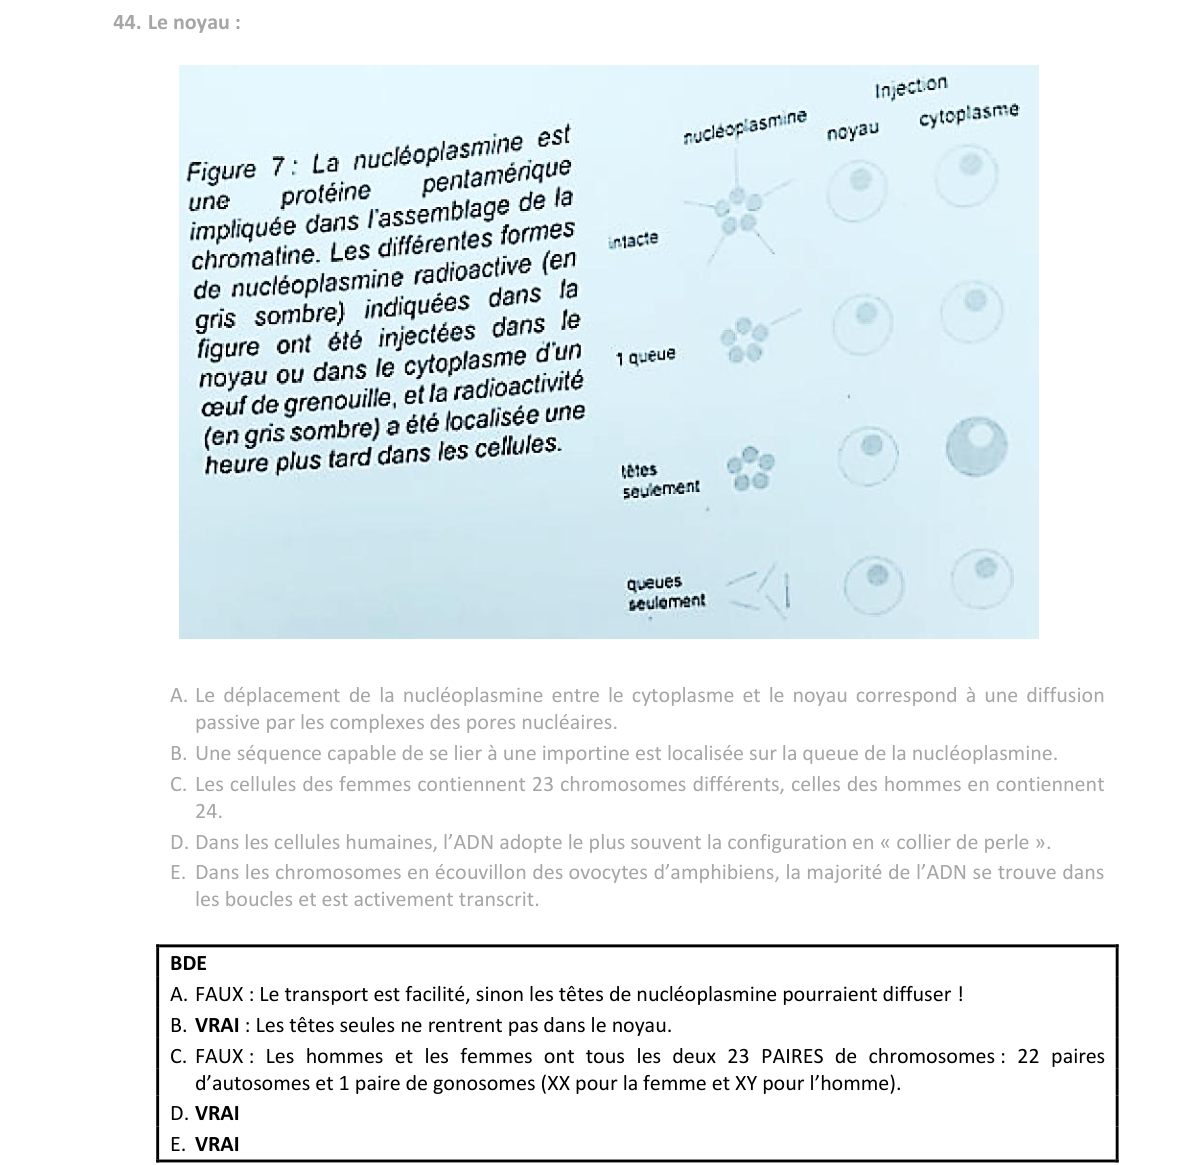 44. Le noyau :
Figure 7 : La nucléoplasmine est
une protéine pentamérique
impliquée dans l'assemblage de la
chromatine. Les différentes formes
de nucléoplasmine radioactive (en
gris sombre) indiquées dans la
figure ont été injectées dans le
noyau ou dans le cytoplasme d'un
œuf de grenouille, et la radioactivité
(en gris sombre) a été localisée une
heure plus tard dans les cellules.
Injection
nucléoplasmine noyau cytoplasme
intacte
1 queue
têtes
seulement
queues
seulement
A. Le déplacement de la nucléoplasmine entre le cytoplasme et le noyau correspond à une diffusion
passive par les complexes des pores nucléaires.
B. Une séquence capable de se lier à une importine est localisée sur la queue de la nucléoplasmine.
C. Les cellules des femmes contiennent 23 chromosomes différents, celles des hommes en contiennent
24.
D. Dans les cellules humaines, l'ADN adopte le plus souvent la configuration en « collier de perle ».
E. Dans les chromosomes en écouvillon des ovocytes d'amphibiens, la majorité de l'ADN se trouve dans
les boucles et est activement transcrit.
BDE
A. FAUX : Le transport est facilité, sinon les têtes de nucléoplasmine pourraient diffuser !
B. VRAI : Les têtes seules ne rentrent pas dans le noyau.
C. FAUX : Les hommes et les femmes ont tous les deux 23 PAIRES de chromosomes : 22 paires
d'autosomes et 1 paire de gonosomes (XX pour la femme et XY pour l'homme).
D. VRAI
E. VRAI